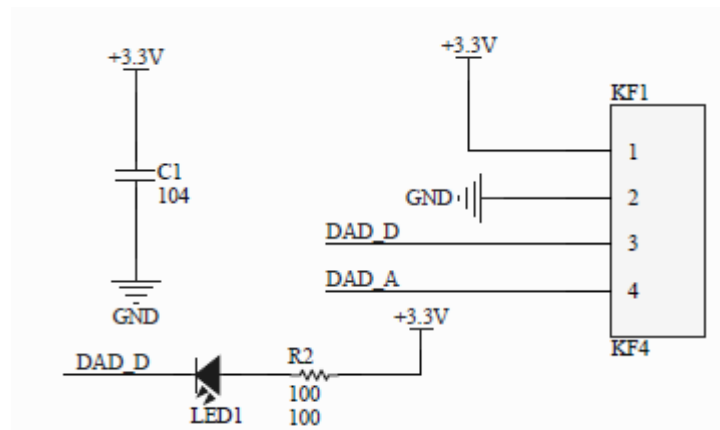 +3.3V
+3.3V
KF1
C1
104
1
GND
2
DAD_D
3
DAD_A
4
GND
+3.3V
KF4
DAD_D
R2
100
LED1
100